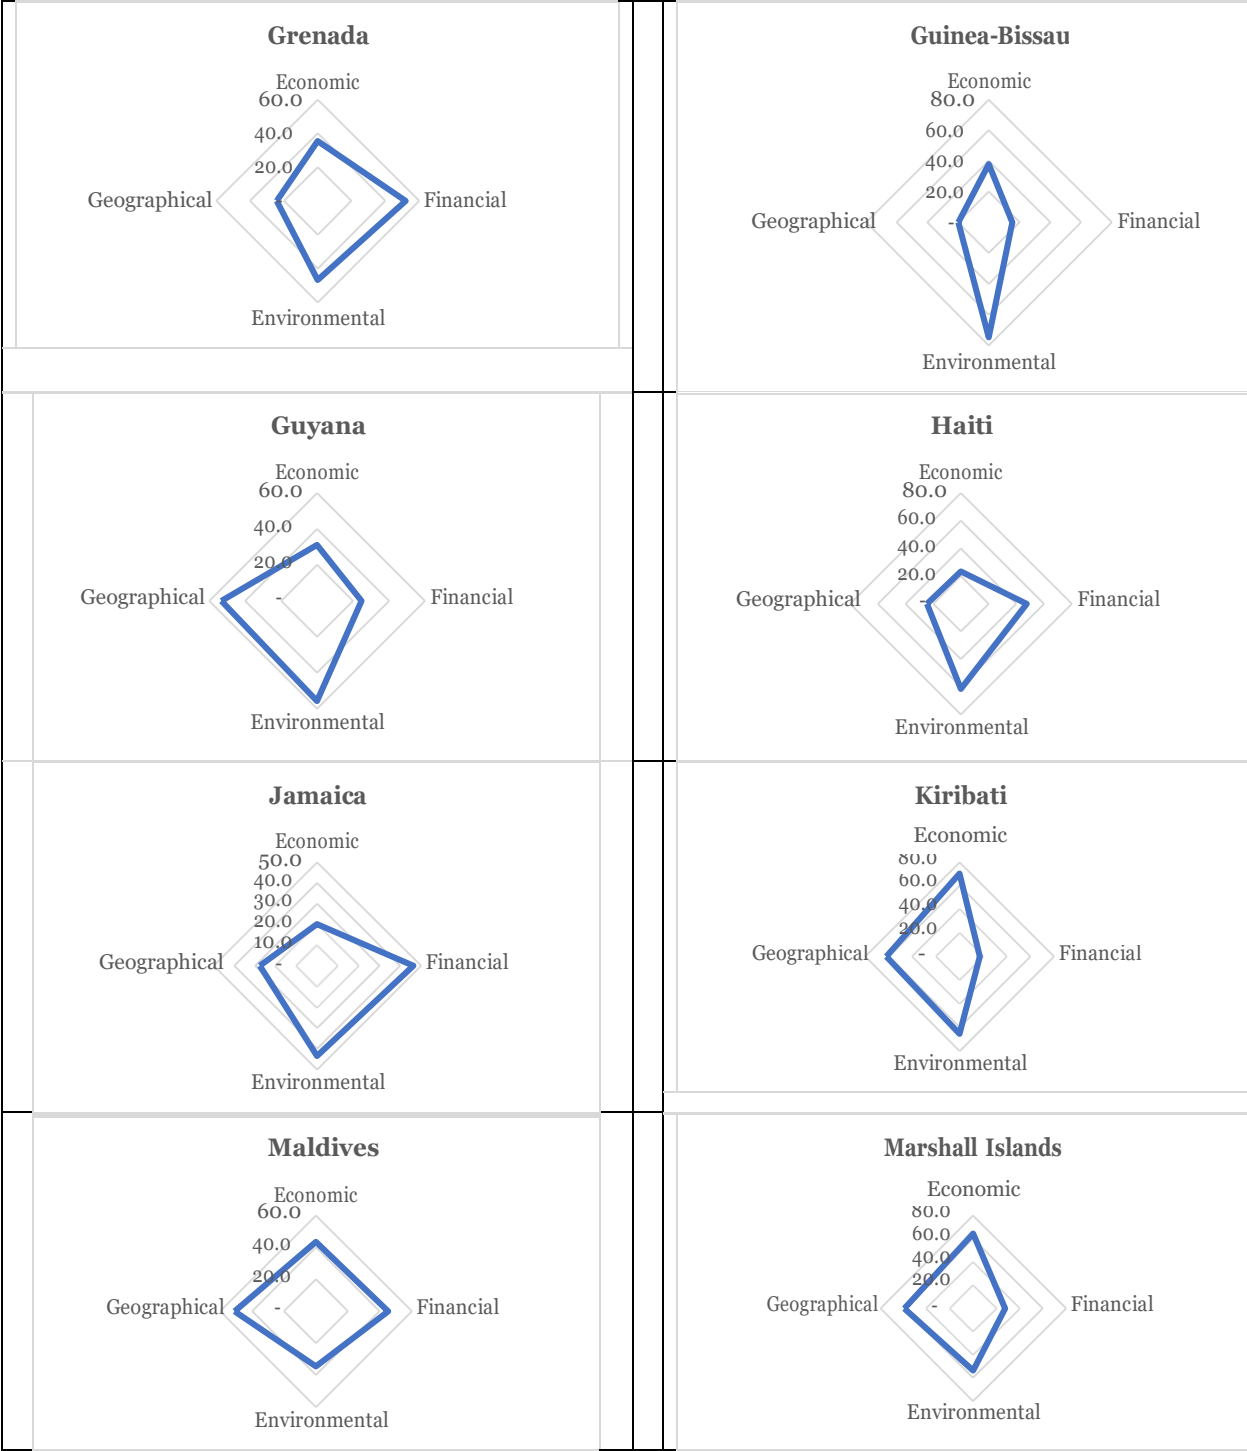 Grenada
Economic
60.0
40.0
20.0
-
Geographical
Financial
Environmental
Guinea-Bissau
Economic
80.0
60.0
40.0
20.0
-
Geographical
Financial
Environmental
Guyana
Economic
60.0
40.0
20.0
-
Geographical
Financial
Environmental
Haiti
Economic
80.0
60.0
40.0
20.0
-
Geographical
Financial
Environmental
Jamaica
Economic
50.0
40.0
30.0
20.0
10.0
-
Geographical
Financial
Environmental
Kiribati
Economic
80.0
60.0
40.0
20.0
-
Geographical
Financial
Environmental
Maldives
Economic
60.0
40.0
20.0
-
Geographical
Financial
Environmental
Marshall Islands
Economic
80.0
60.0
40.0
20.0
-
Geographical
Financial
Environmental